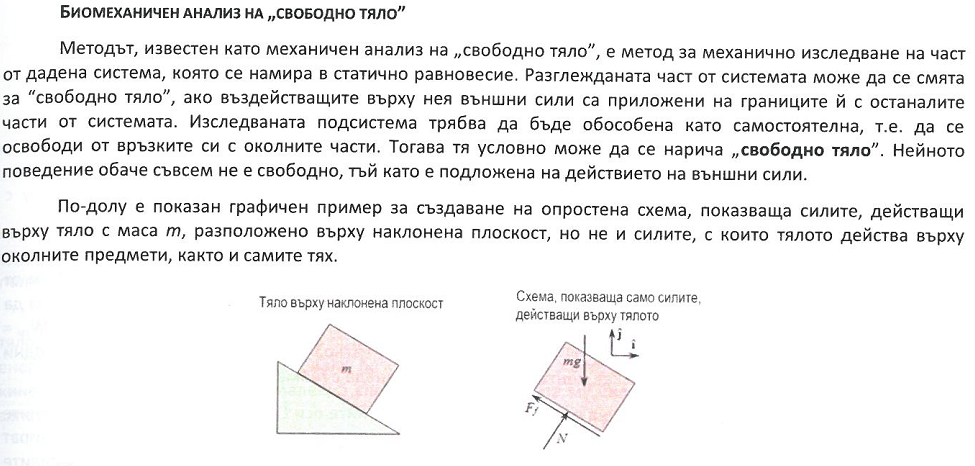 БИОМЕХАНИЧЕН АНАЛИЗ НА „СВОБОДНО ТЯЛО”
Методът, известен като механичен анализ на „свободно тяло”, е метод за механично изследване на част
от дадена система, която се намира в статично равновесие. Разглежданата част от системата може да се смята
за “свободно тяло”, ако въздействащите върху нея външни сили са приложени на границите й с останалите
части от системата. Изследваната подсистема трябва да бъде обособена като самостоятелна, т.е. да се
освободи от връзките си с околните части. Тогава тя условно може да се нарича „свободно тяло”. Нейното
поведение обаче съвсем не е свободно, тъй като е подложена на действието на външни сили.
По-долу е показан графичен пример за създаване на опростена схема, показваща силите, действащи
върху тяло с маса m, разположено върху наклонена плоскост, но не и силите, с които тялото действа върху
околните предмети, както и самите тях.
Тяло върху наклонена плоскост
m
Схема, показваща само силите,
действащи върху тялото
ĵ
î
mg
Ff
N